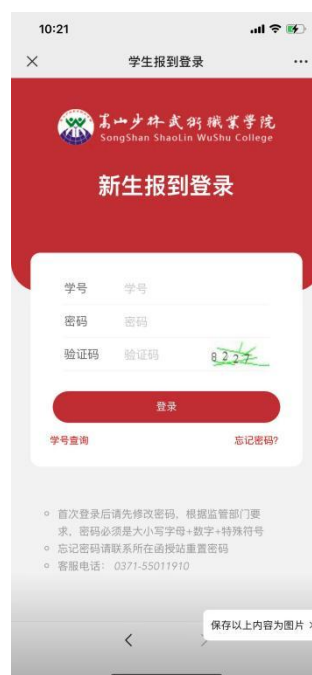 10:21
学生报到登录
嵩山少林武術職業学院
SongShan ShaoLin WuShu College
新生报到登录
学号 学号
密码 密码
验证码 验证码
登录
学号查询 忘记密码?
首次登录后请先修改密码，根据监管部门要
求，密码必须是大小写字母+数字+特殊符号
忘记密码请联系所在函授站重置密码
客服电话：0371-55011910
保存以上内容为图片